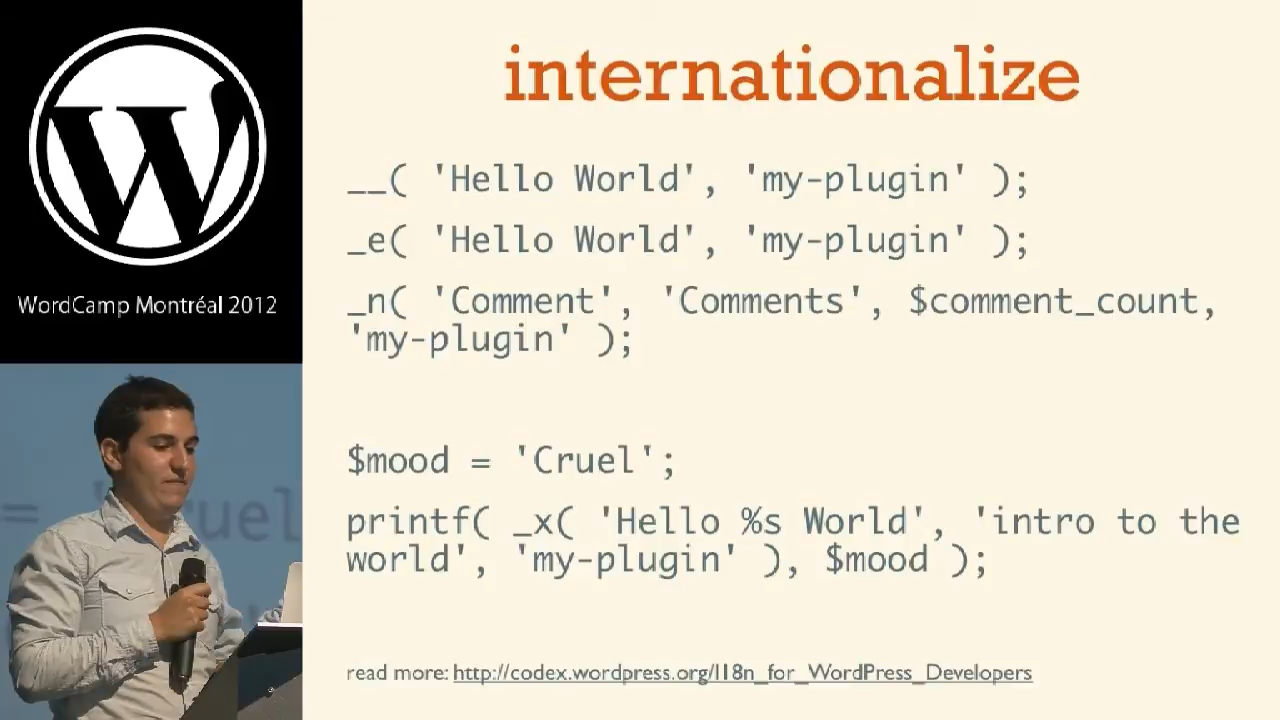 WordCamp Montréal 2012
internationalize
__( 'Hello World', 'my-plugin' );
_e( 'Hello World', 'my-plugin' );
_n( 'Comment', 'Comments', $comment_count,
'my-plugin' );
$mood = 'Cruel';
printf( _x( 'Hello %s World', 'intro to the
world', 'my-plugin' ), $mood );
read more: http://codex.wordpress.org/I18n_for_WordPress_Developers
= 'Cruel